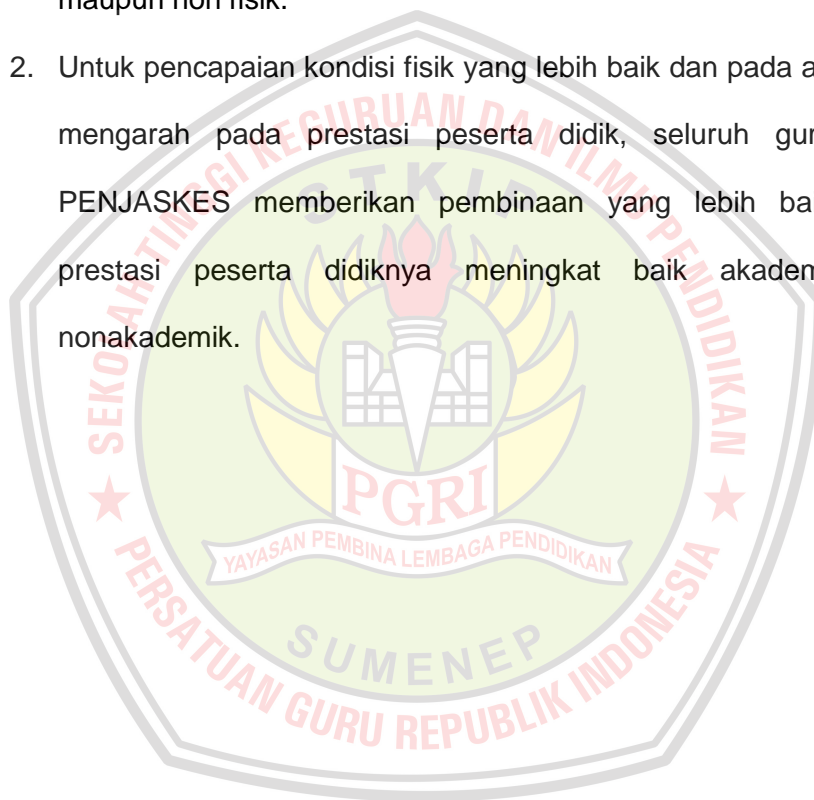 maupun non fisik.
2. Untuk pencapaian kondisi fisik yang lebih baik dan pada a
mengarah pada prestasi peserta didik, seluruh gur
PENJASKES memberikan pembinaan yang lebih ba
prestasi peserta didiknya meningkat baik akadem
nonakademik.
SEKOLAH TINGGI KEGURUAN DAN ILMU PENDIDIKAN
STKIP
PGRI
YAYASAN PEMBINA LEMBAGA PENDIDIKAN
SUMENEP
PERSATUAN GURU REPUBLIK INDONESIA